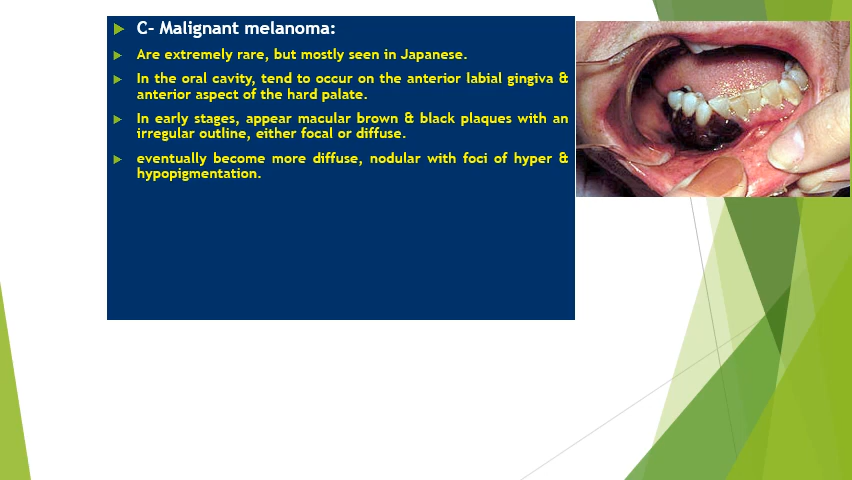 C- Malignant melanoma:
Are extremely rare, but mostly seen in Japanese.
In the oral cavity, tend to occur on the anterior labial gingiva &
anterior aspect of the hard palate.
In early stages, appear macular brown & black plaques with an
irregular outline, either focal or diffuse.
eventually become more diffuse, nodular with foci of hyper &
hypopigmentation.